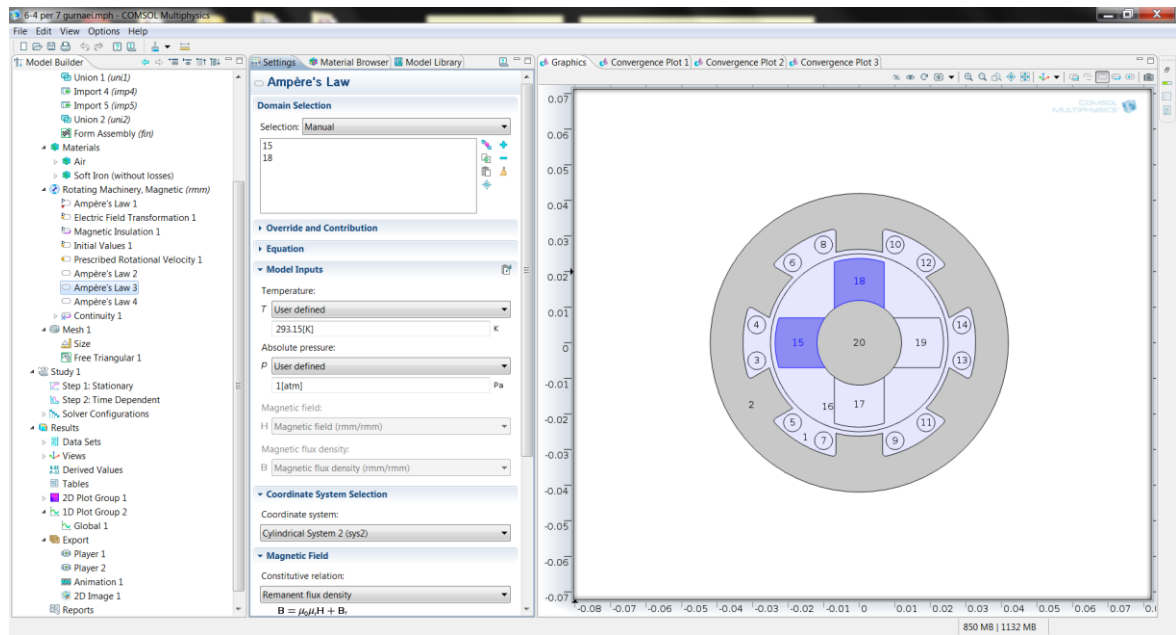 6-4 per 7 gurnaei.mph - COMSOL Multiphysics
File Edit View Options Help
Model Builder
Union 1 (uni1)
Import 4 (imp4)
Import 5 (imp5)
Union 2 (uni2)
Form Assembly (fin)
Materials
Air
Soft Iron (without losses)
Rotating Machinery, Magnetic (rmm)
Ampère's Law 1
Electric Field Transformation 1
Magnetic Insulation 1
Initial Values 1
Prescribed Rotational Velocity 1
Ampère's Law 2
Ampère's Law 3
Ampère's Law 4
Continuity 1
Mesh 1
Size
Free Triangular 1
Study 1
Step 1: Stationary
Step 2: Time Dependent
Solver Configurations
Results
Data Sets
Views
Derived Values
Tables
2D Plot Group 1
1D Plot Group 2
Global 1
Export
Player 1
Player 2
Animation 1
2D Image 1
Reports
Settings Material Browser Model Library
Ampère's Law
Domain Selection
Selection: Manual
15
18
Override and Contribution
Equation
Model Inputs
Temperature:
T User defined
293.15[K] K
Absolute pressure:
p User defined
1[atm] Pa
Magnetic field:
H Magnetic field (rmm/rmm)
Magnetic flux density:
B Magnetic flux density (rmm/rmm)
Coordinate System Selection
Coordinate system:
Cylindrical System 2 (sys2)
Magnetic Field
Constitutive relation:
Remanent flux density
B = μ₀μᵣH + Bᵣ
Graphics Convergence Plot 1 Convergence Plot 2 Convergence Plot 3
COMSOL
MULTIPHYSICS
0.07
0.06
0.05
0.04
0.03
0.02
0.01
0
-0.01
-0.02
-0.03
-0.04
-0.05
-0.06
-0.07
8 10
6 12
18
4 14
15 20 19
3 13
2 16 17
5 11
1 7 9
-0.08 -0.07 -0.06 -0.05 -0.04 -0.03 -0.02 -0.01 0 0.01 0.02 0.03 0.04 0.05 0.06 0.07
850 MB | 1132 MB